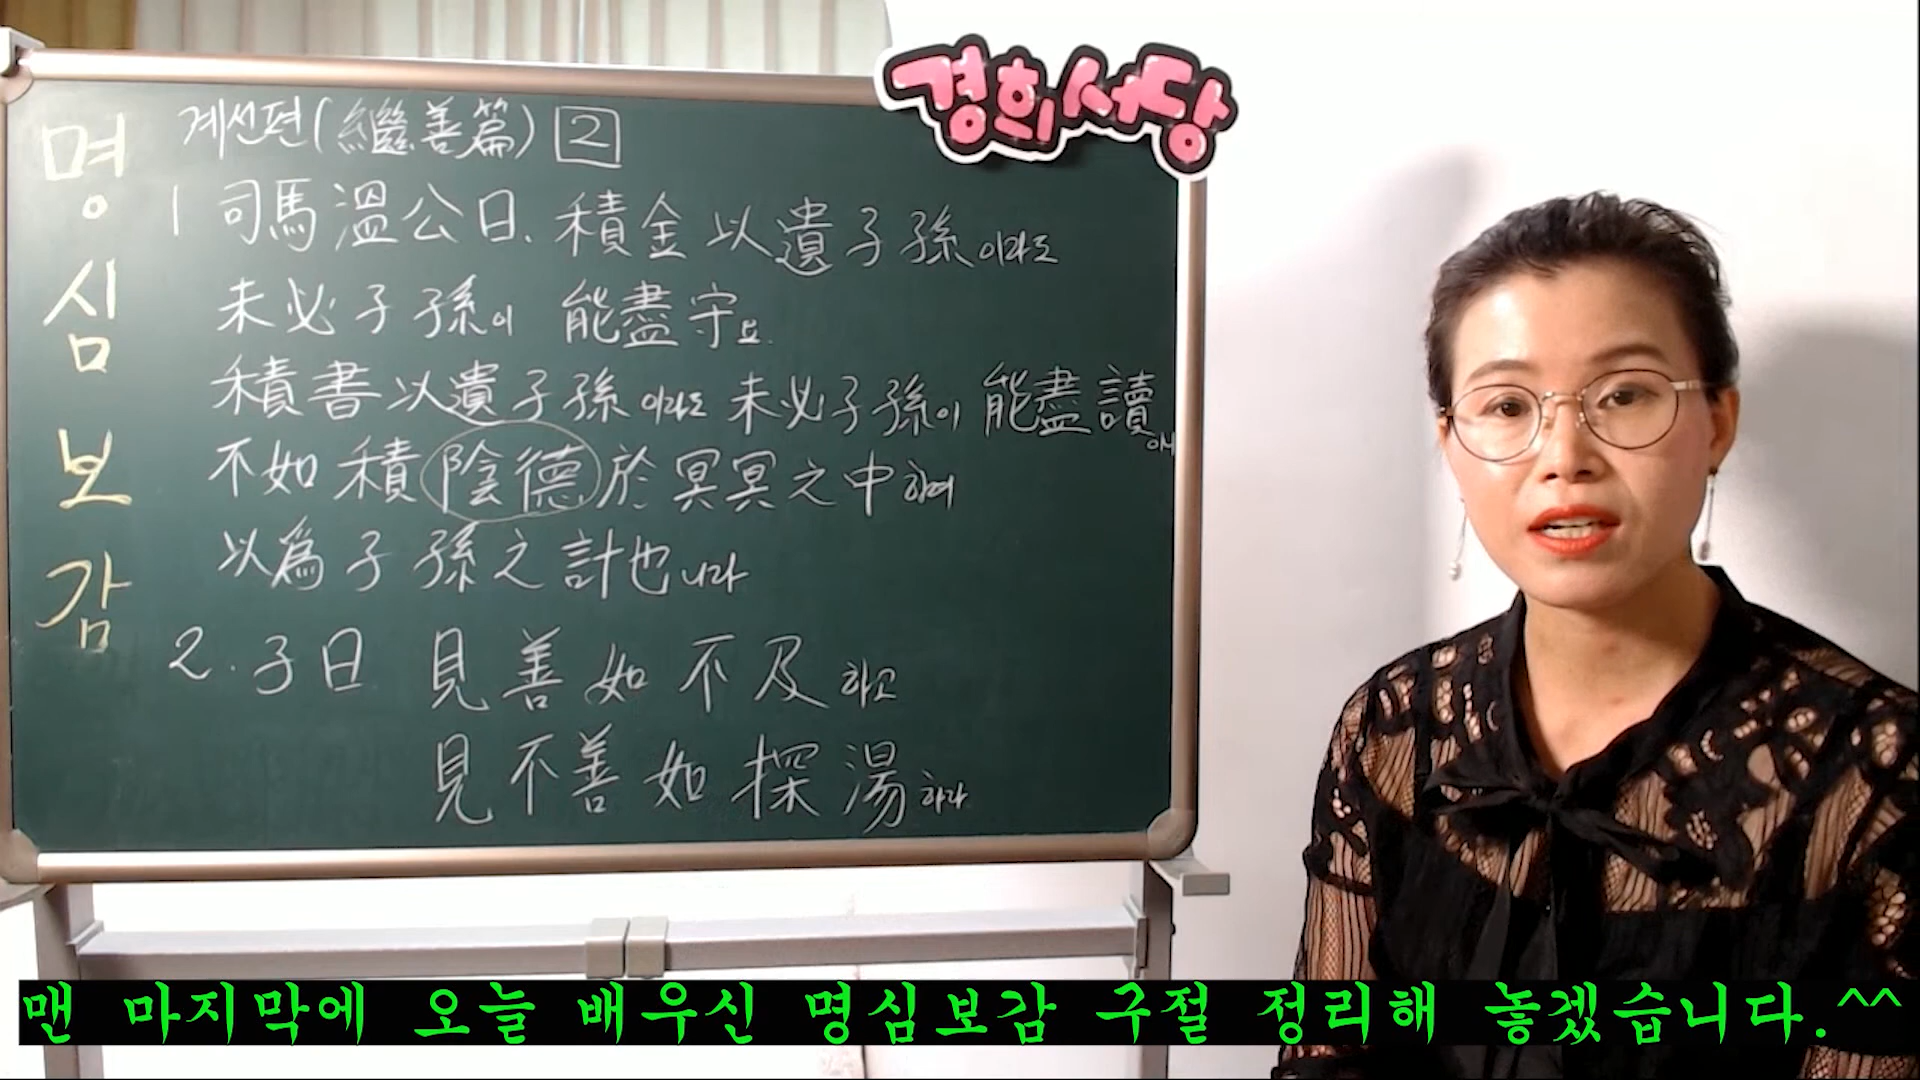 경희서당
명심보감
계선편(繼善篇) 2
1 司馬溫公曰. 積金以遺子孫이라도
未必子子孫이 能盡守요.
積書以遺子孫이라도 未必子孫이 能盡讀이니
不如積陰德於冥冥之中하여
以爲子孫之計也니라
2. 子曰 見善如不及하고
見不善如探湯하라
맨 마지막에 오늘 배우신 명심보감 구절 정리해 놓겠습니다.^^